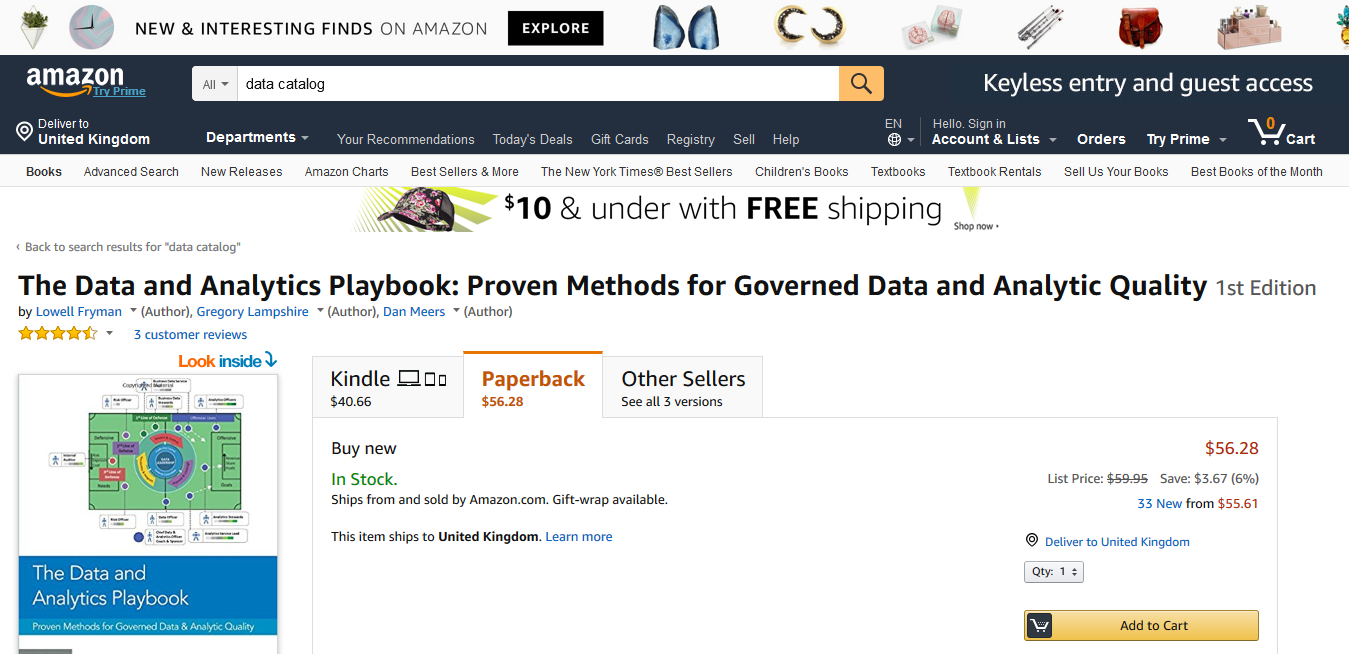 NEW & INTERESTING FINDS ON AMAZON EXPLORE
amazon
Try Prime
All
data catalog
Keyless entry and guest access
Deliver to
United Kingdom
Departments
Your Recommendations
Today's Deals
Gift Cards
Registry
Sell
Help
EN
Hello. Sign in
Account & Lists
Orders
Try Prime
0
Cart
Books
Advanced Search
New Releases
Amazon Charts
Best Sellers & More
The New York Times® Best Sellers
Children's Books
Textbooks
Textbook Rentals
Sell Us Your Books
Best Books of the Month
$10 & under with FREE shipping
Shop now ›
‹ Back to search results for "data catalog"
The Data and Analytics Playbook: Proven Methods for Governed Data and Analytic Quality 1st Edition
by Lowell Fryman (Author), Gregory Lampshire (Author), Dan Meers (Author)
3 customer reviews
Look inside
Kindle
$40.66
Paperback
$56.28
Other Sellers
See all 3 versions
Buy new
$56.28
In Stock.
Ships from and sold by Amazon.com. Gift-wrap available.
List Price: $59.95 Save: $3.67 (6%)
33 New from $55.61
This item ships to United Kingdom. Learn more
Deliver to United Kingdom
Qty: 1
Add to Cart
Defensive
Offensive
Needs
Goals
The Data and
Analytics Playbook
Proven Methods for Governed Data & Analytic Quality